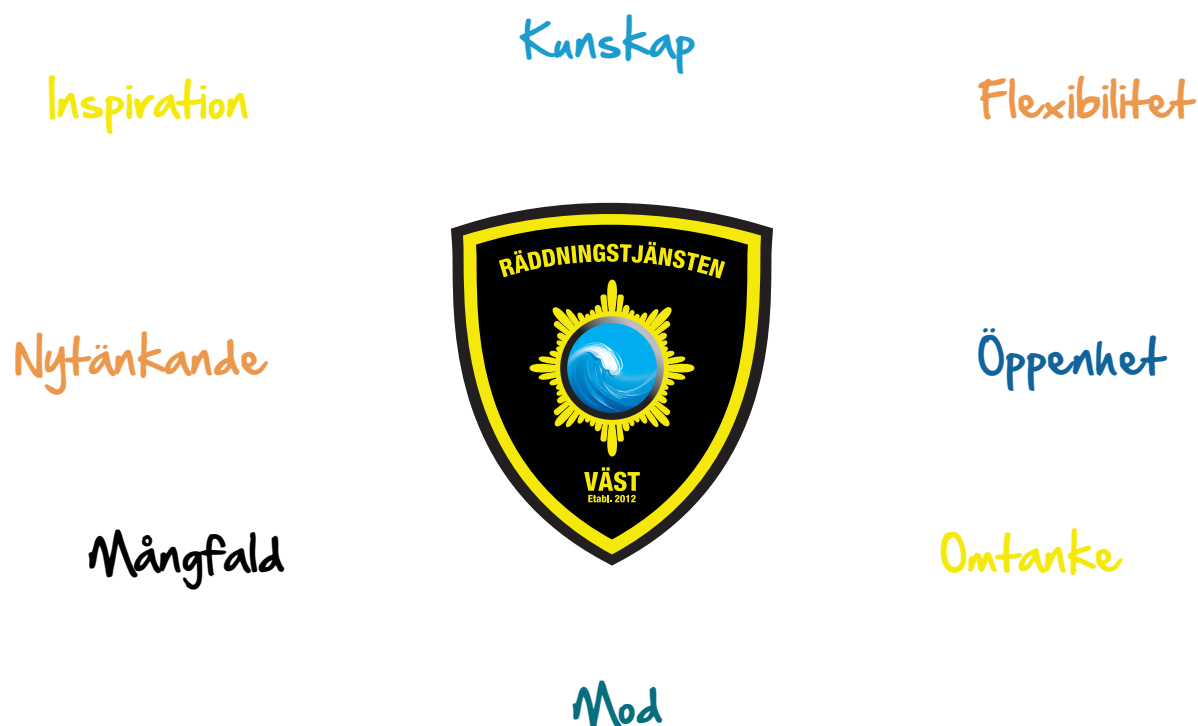 Kunskap
Inspiration
Flexibilitet
RÄDDNINGSTJÄNSTEN
Nytänkande
Öppenhet
VÄST
Etabl. 2012
Mångfald
Omtanke
Mod